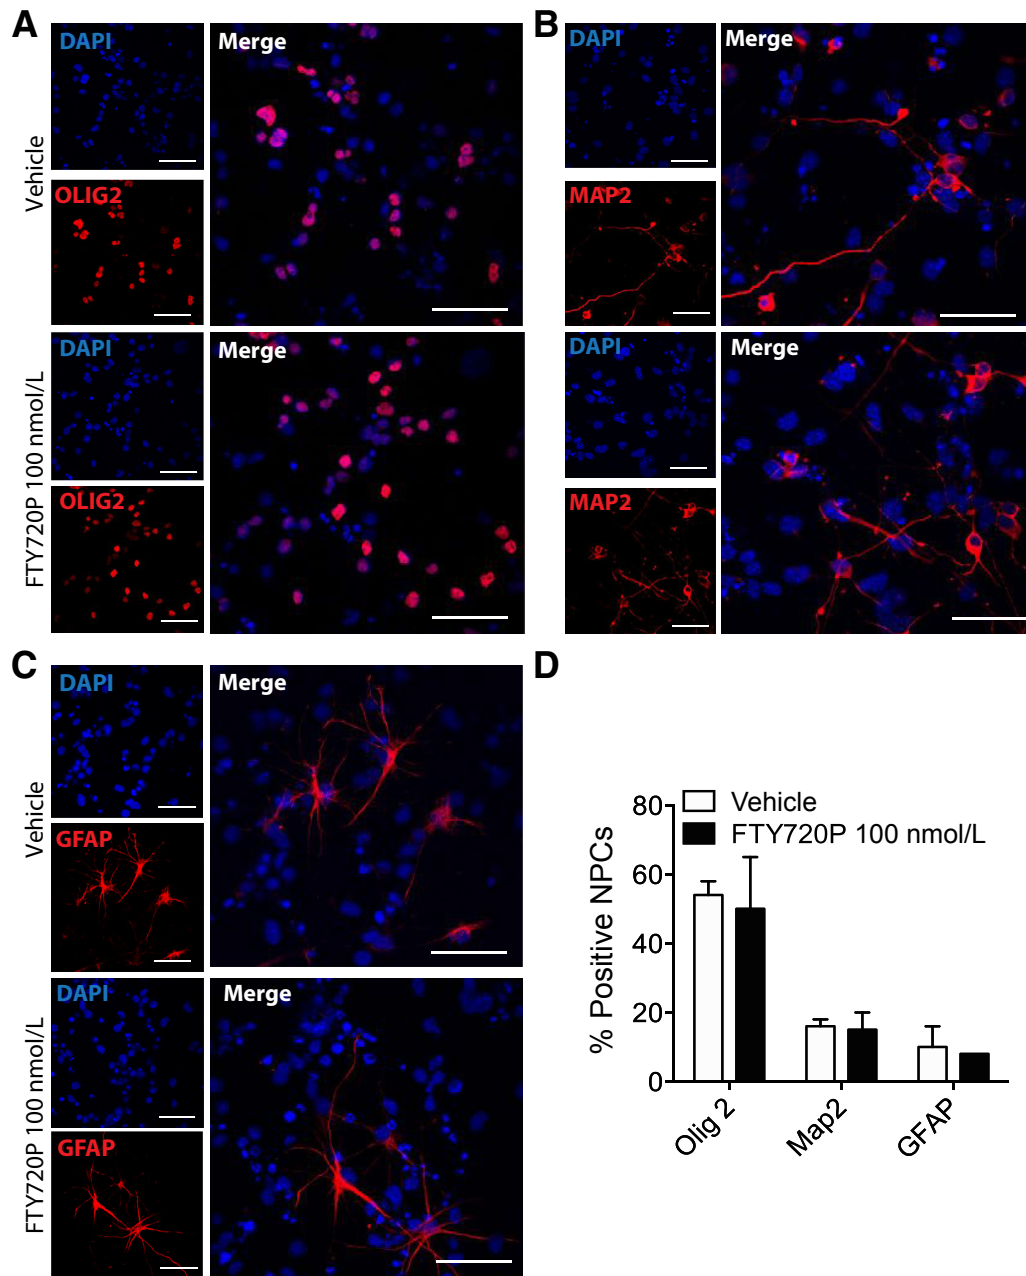 A
Vehicle
DAPI
Merge
OLIG2
FTY720P 100 nmol/L
DAPI
Merge
OLIG2
B
DAPI
Merge
MAP2
DAPI
Merge
MAP2
C
Vehicle
DAPI
Merge
GFAP
FTY720P 100 nmol/L
DAPI
Merge
GFAP
D
% Positive NPCs
80
60
40
20
0
Vehicle
FTY720P 100 nmol/L
Olig 2
Map2
GFAP